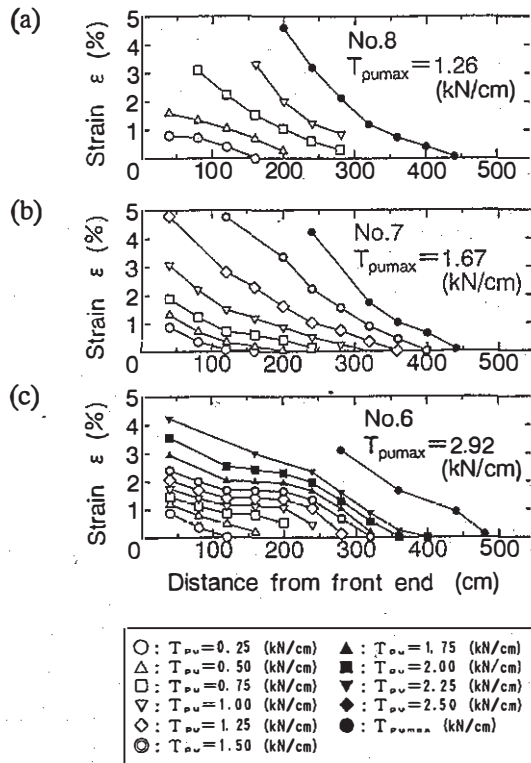 (a)
5
4
3
2
1
0
Strain ε (%)
No.8
Tpumax=1.26
(kN/cm)
100 200 300 400 500
(b)
5
4
3
2
1
0
Strain ε (%)
No.7
Tpumax=1.67
(kN/cm)
100 200 300 400 500
(c)
5
4
3
2
1
0
Strain ε (%)
No.6
Tpumax=2.92
(kN/cm)
0 100 200 300 400 500
Distance from front end (cm)
○: Tpu=0.25 (kN/cm) ▲: Tpu=1.75 (kN/cm)
△: Tpu=0.50 (kN/cm) ■: Tpu=2.00 (kN/cm)
□: Tpu=0.75 (kN/cm) ▼: Tpu=2.25 (kN/cm)
▽: Tpu=1.00 (kN/cm) ◆: Tpu=2.50 (kN/cm)
◇: Tpu=1.25 (kN/cm) ●: Tpumax (kN/cm)
◎: Tpu=1.50 (kN/cm)